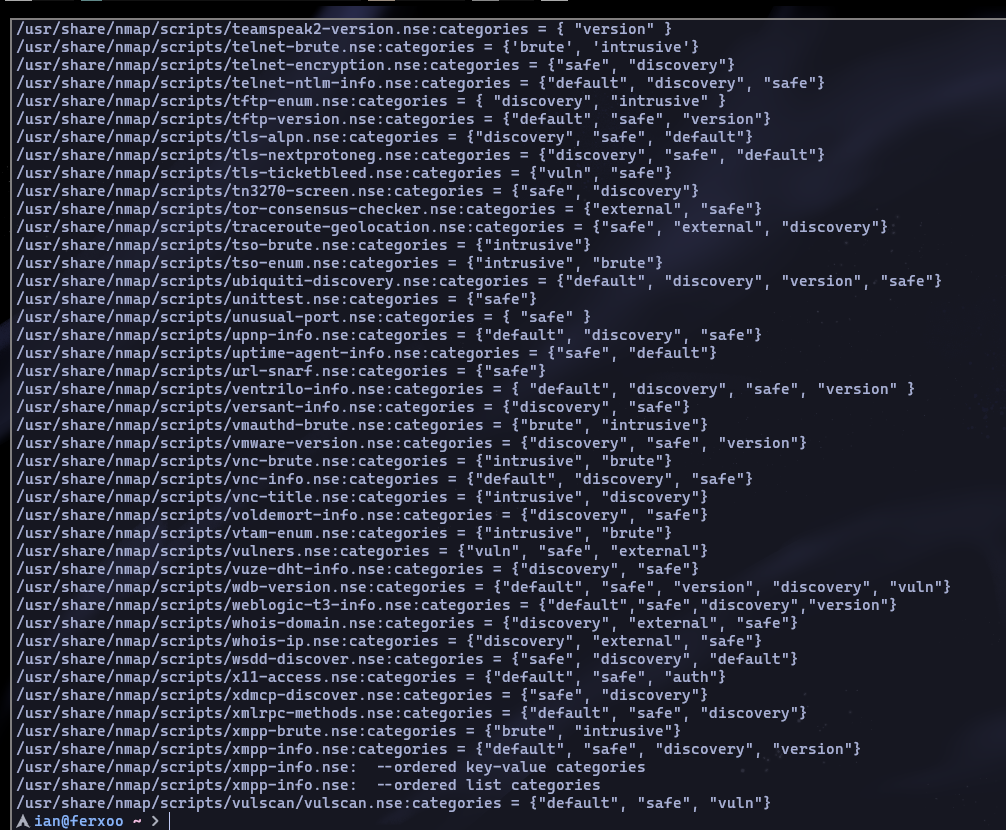 /usr/share/nmap/scripts/teamspeak2-version.nse:categories = { "version" }
/usr/share/nmap/scripts/telnet-brute.nse:categories = {'brute', 'intrusive'}
/usr/share/nmap/scripts/telnet-encryption.nse:categories = {"safe", "discovery"}
/usr/share/nmap/scripts/telnet-ntlm-info.nse:categories = {"default", "discovery", "safe"}
/usr/share/nmap/scripts/tftp-enum.nse:categories = { "discovery", "intrusive" }
/usr/share/nmap/scripts/tftp-version.nse:categories = {"default", "safe", "version"}
/usr/share/nmap/scripts/tls-alpn.nse:categories = {"discovery", "safe", "default"}
/usr/share/nmap/scripts/tls-nextprotoneg.nse:categories = {"discovery", "safe", "default"}
/usr/share/nmap/scripts/tls-ticketbleed.nse:categories = {"vuln", "safe"}
/usr/share/nmap/scripts/tn3270-screen.nse:categories = {"safe", "discovery"}
/usr/share/nmap/scripts/tor-consensus-checker.nse:categories = {"external", "safe"}
/usr/share/nmap/scripts/traceroute-geolocation.nse:categories = {"safe", "external", "discovery"}
/usr/share/nmap/scripts/tso-brute.nse:categories = {"intrusive"}
/usr/share/nmap/scripts/tso-enum.nse:categories = {"intrusive", "brute"}
/usr/share/nmap/scripts/ubiquiti-discovery.nse:categories = {"default", "discovery", "version", "safe"}
/usr/share/nmap/scripts/unittest.nse:categories = {"safe"}
/usr/share/nmap/scripts/unusual-port.nse:categories = { "safe" }
/usr/share/nmap/scripts/upnp-info.nse:categories = {"default", "discovery", "safe"}
/usr/share/nmap/scripts/uptime-agent-info.nse:categories = {"safe", "default"}
/usr/share/nmap/scripts/url-snarf.nse:categories = {"safe"}
/usr/share/nmap/scripts/ventrilo-info.nse:categories = { "default", "discovery", "safe", "version" }
/usr/share/nmap/scripts/versant-info.nse:categories = {"discovery", "safe"}
/usr/share/nmap/scripts/vmauthd-brute.nse:categories = {"brute", "intrusive"}
/usr/share/nmap/scripts/vmware-version.nse:categories = {"discovery", "safe", "version"}
/usr/share/nmap/scripts/vnc-brute.nse:categories = {"intrusive", "brute"}
/usr/share/nmap/scripts/vnc-info.nse:categories = {"default", "discovery", "safe"}
/usr/share/nmap/scripts/vnc-title.nse:categories = {"intrusive", "discovery"}
/usr/share/nmap/scripts/voldemort-info.nse:categories = {"discovery", "safe"}
/usr/share/nmap/scripts/vtam-enum.nse:categories = {"intrusive", "brute"}
/usr/share/nmap/scripts/vulners.nse:categories = {"vuln", "safe", "external"}
/usr/share/nmap/scripts/vuze-dht-info.nse:categories = {"discovery", "safe"}
/usr/share/nmap/scripts/wdb-version.nse:categories = {"default", "safe", "version", "discovery", "vuln"}
/usr/share/nmap/scripts/weblogic-t3-info.nse:categories = {"default","safe","discovery","version"}
/usr/share/nmap/scripts/whois-domain.nse:categories = {"discovery", "external", "safe"}
/usr/share/nmap/scripts/whois-ip.nse:categories = {"discovery", "external", "safe"}
/usr/share/nmap/scripts/wsdd-discover.nse:categories = {"safe", "discovery", "default"}
/usr/share/nmap/scripts/x11-access.nse:categories = {"default", "safe", "auth"}
/usr/share/nmap/scripts/xdmcp-discover.nse:categories = {"safe", "discovery"}
/usr/share/nmap/scripts/xmlrpc-methods.nse:categories = {"default", "safe", "discovery"}
/usr/share/nmap/scripts/xmpp-brute.nse:categories = {"brute", "intrusive"}
/usr/share/nmap/scripts/xmpp-info.nse:categories = {"default", "safe", "discovery", "version"}
/usr/share/nmap/scripts/xmpp-info.nse:  --ordered key-value categories
/usr/share/nmap/scripts/xmpp-info.nse:  --ordered list categories
/usr/share/nmap/scripts/vulscan/vulscan.nse:categories = {"default", "safe", "vuln"}
ian@ferxoo ~ >